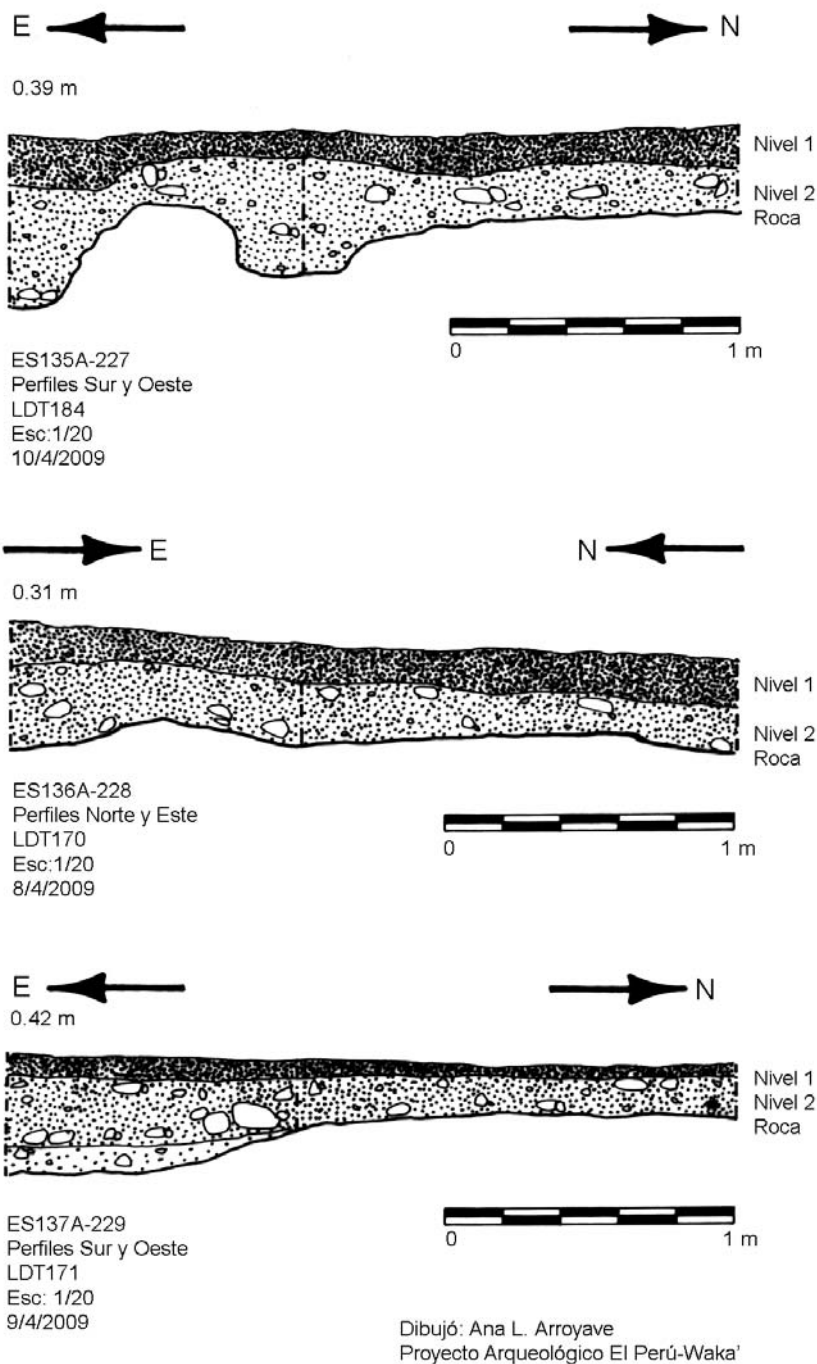 E N
0.39 m
Nivel 1
Nivel 2
Roca
0 1 m
ES135A-227
Perfiles Sur y Oeste
LDT184
Esc:1/20
10/4/2009
E N
0.31 m
Nivel 1
Nivel 2
Roca
0 1 m
ES136A-228
Perfiles Norte y Este
LDT170
Esc:1/20
8/4/2009
E N
0.42 m
Nivel 1
Nivel 2
Roca
0 1 m
ES137A-229
Perfiles Sur y Oeste
LDT171
Esc: 1/20
9/4/2009
Dibujó: Ana L. Arroyave
Proyecto Arqueológico El Perú-Waka'